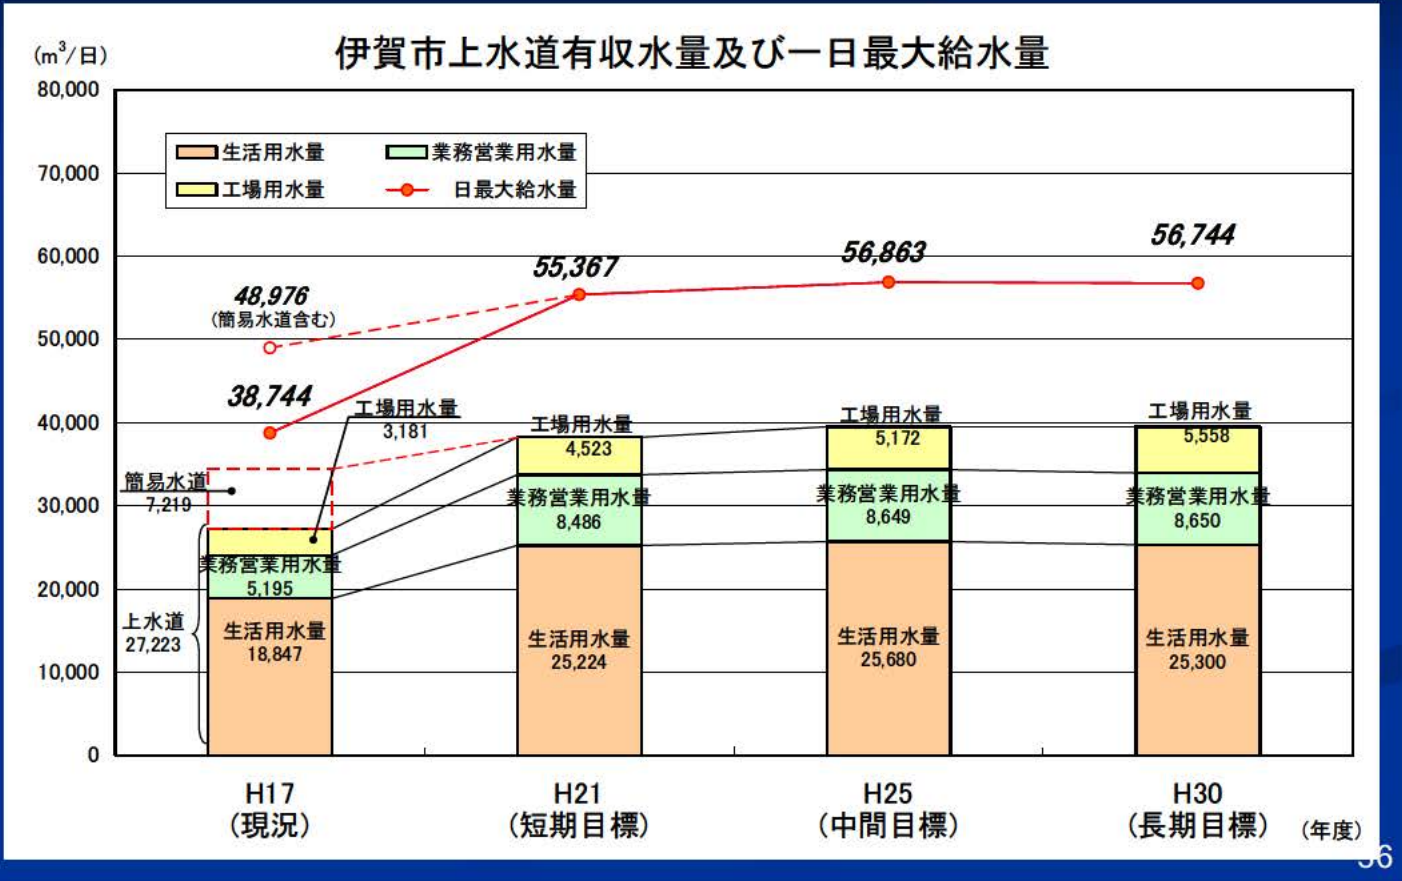 伊賀市上水道有収水量及び一日最大給水量
(m³/日)
80,000
70,000
60,000
50,000
40,000
30,000
20,000
10,000
0
生活用水量
業務営業用水量
工場用水量
日最大給水量
48,976
(簡易水道含む)
38,744
55,367
56,863
56,744
工場用水量
3,181
簡易水道
7,219
業務営業用水量
5,195
上水道
27,223
生活用水量
18,847
工場用水量
4,523
業務営業用水量
8,486
生活用水量
25,224
工場用水量
5,172
業務営業用水量
8,649
生活用水量
25,680
工場用水量
5,558
業務営業用水量
8,650
生活用水量
25,300
H17
(現況)
H21
(短期目標)
H25
(中間目標)
H30
(長期目標)
(年度)
56